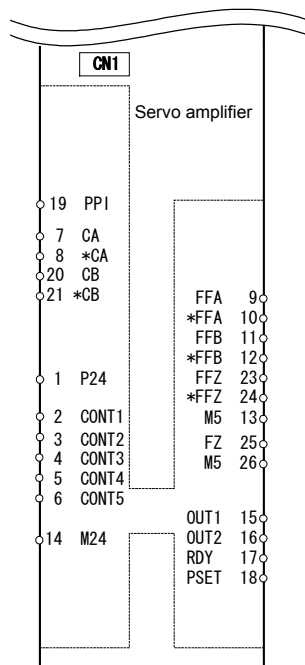 CN1
Servo amplifier
19 PPI
7 CA
8 *CA
20 CB
21 *CB
1 P24
2 CONT1
3 CONT2
4 CONT3
5 CONT4
6 CONT5
14 M24
FFA 9
*FFA 10
FFB 11
*FFB 12
FFZ 23
*FFZ 24
M5 13
FZ 25
M5 26
OUT1 15
OUT2 16
RDY 17
PSET 18